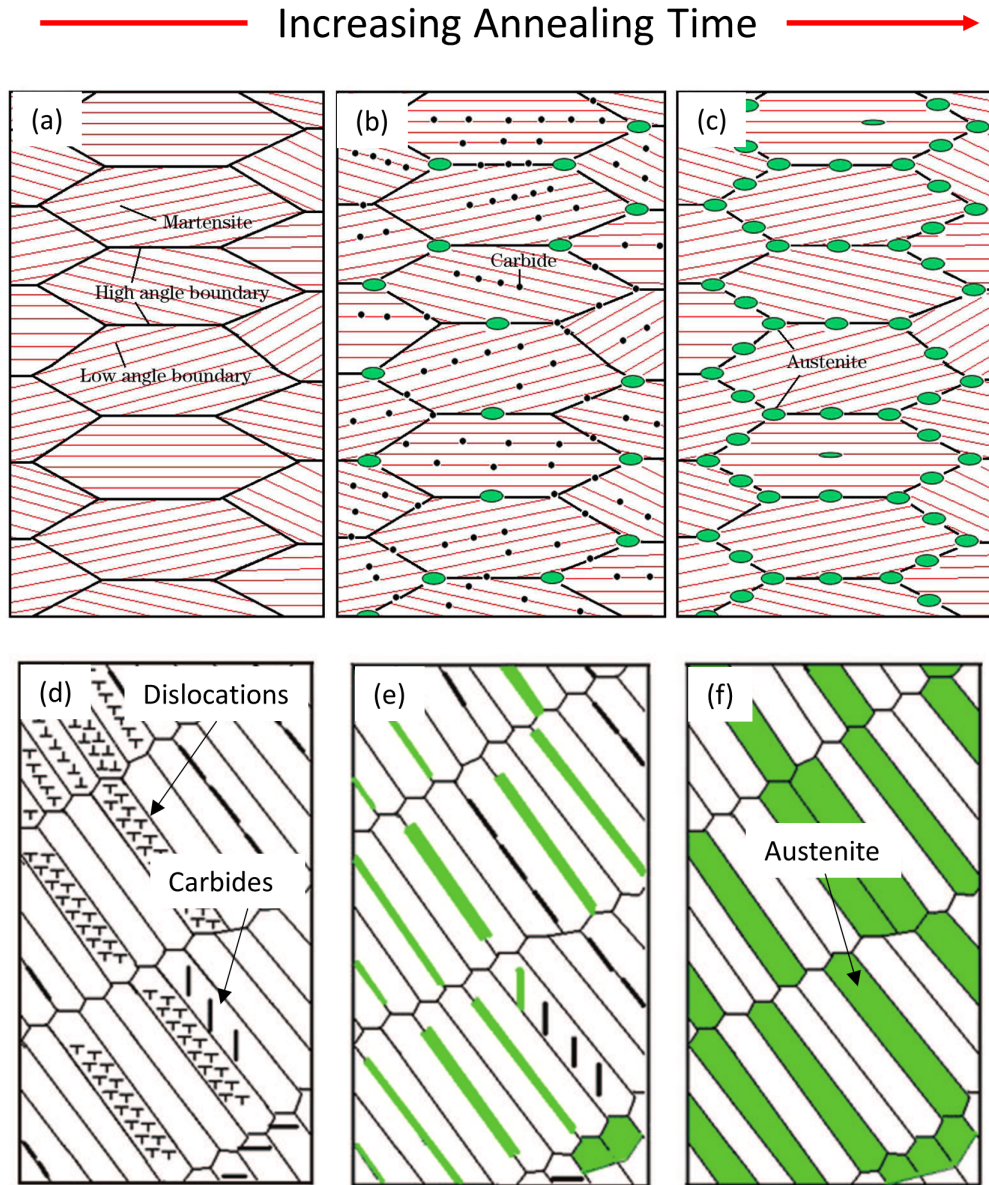 Increasing Annealing Time
(a)
(b)
(c)
Martensite
High angle boundary
Low angle boundary
Carbide
Austenite
(d)
(e)
(f)
Dislocations
Carbides
Austenite